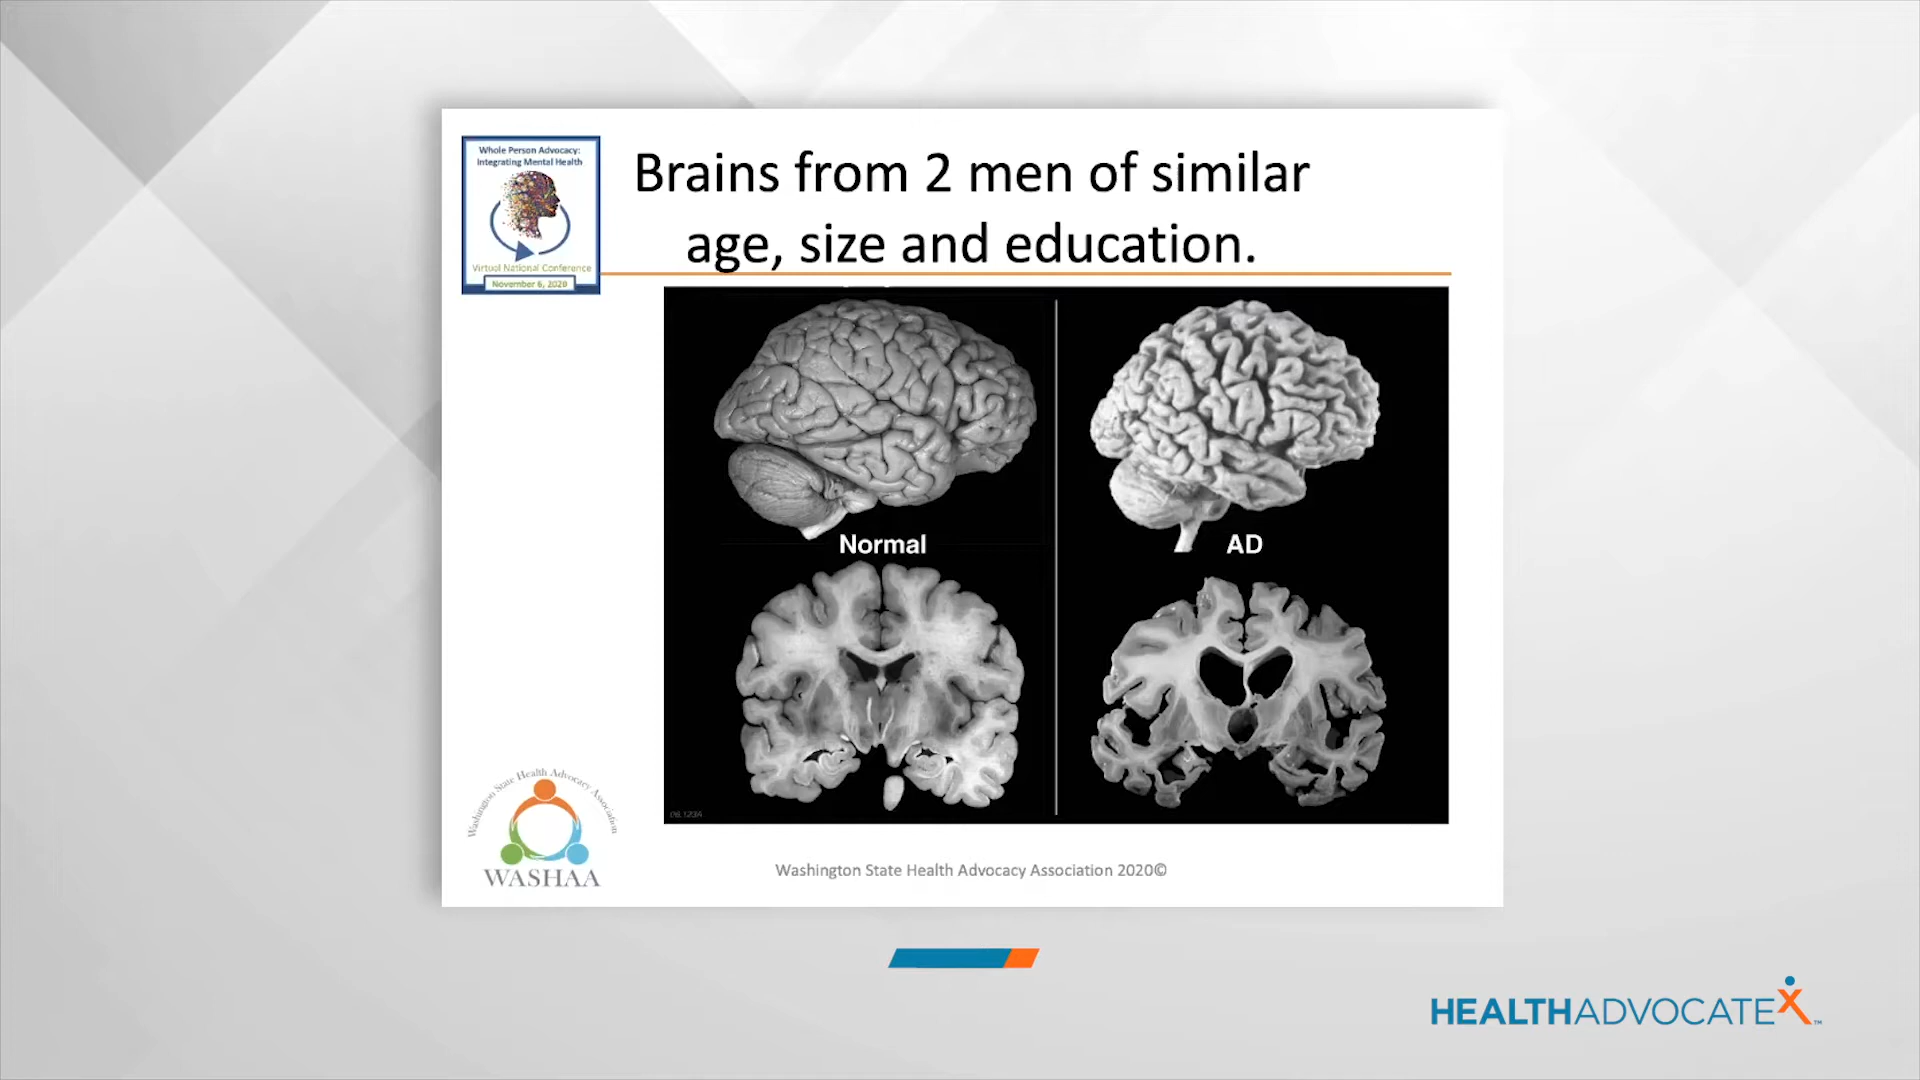 Whole Person Advocacy:
Integrating Mental Health
Virtual National Conference
November 6, 2020
Brains from 2 men of similar
age, size and education.
Normal
AD
Washington State Health Advocacy Association
WASHAA
Washington State Health Advocacy Association 2020©
HEALTHADVOCATEX™